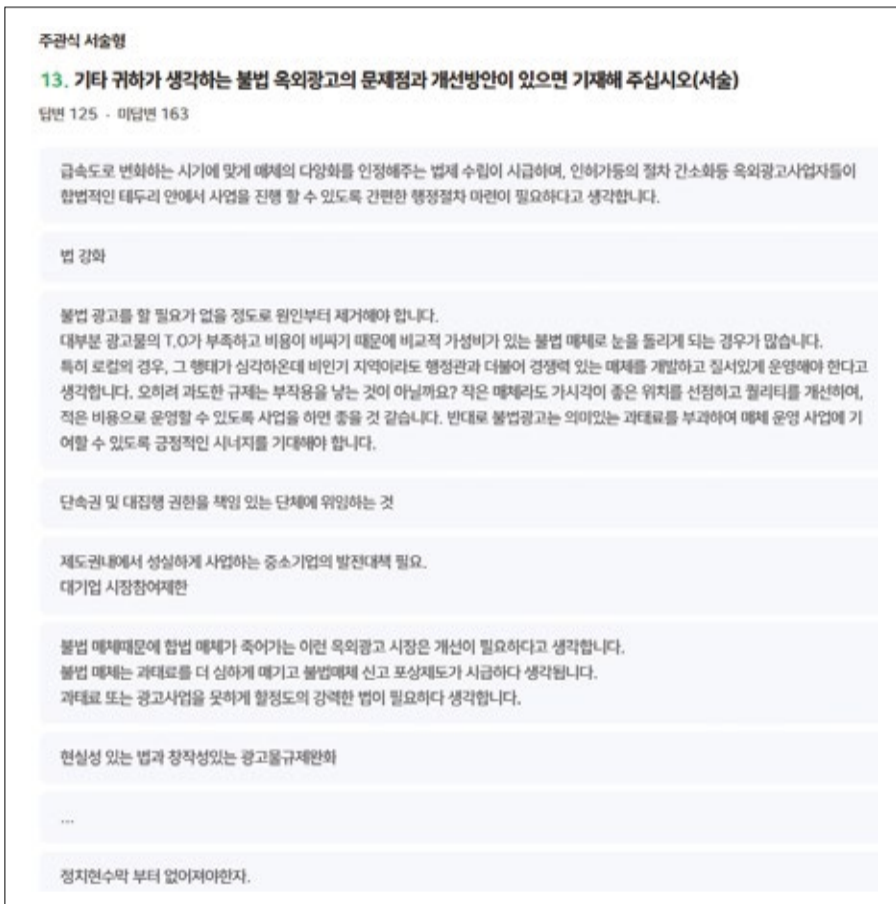 주관식 서술형
13. 기타 귀하가 생각하는 불법 옥외광고의 문제점과 개선방안이 있으면 기재해 주십시오(서술)
답변 125 · 미답변 163
급속도로 변화하는 시기에 맞게 매체의 다양화를 인정해주는 법제 수립이 시급하며, 인허가등의 절차 간소화등 옥외광고사업자들이
합법적인 테두리 안에서 사업을 진행 할 수 있도록 간편한 행정절차 마련이 필요하다고 생각합니다.
법 강화
불법 광고를 할 필요가 없을 정도로 원인부터 제거해야 합니다.
대부분 광고물의 T.O가 부족하고 비용이 비싸기 때문에 비교적 가성비가 있는 불법 매체로 눈을 돌리게 되는 경우가 많습니다.
특히 로컬의 경우, 그 행태가 심각하온데 비인기 지역이라도 행정관과 더불어 경쟁력 있는 매체를 개발하고 질서있게 운영해야 한다고
생각합니다. 오히려 과도한 규제는 부작용을 낳는 것이 아닐까요? 작은 매체라도 가시각이 좋은 위치를 선점하고 퀄리티를 개선하여,
적은 비용으로 운영할 수 있도록 사업을 하면 좋을 것 같습니다. 반대로 불법광고는 의미있는 과태료를 부과하여 매체 운영 사업에 기
여할 수 있도록 긍정적인 시너지를 기대해야 합니다.
단속권 및 대집행 권한을 책임 있는 단체에 위임하는 것
제도권내에서 성실하게 사업하는 중소기업의 발전대책 필요.
대기업 시장참여제한
불법 매체때문에 합법 매체가 죽어가는 이런 옥외광고 시장은 개선이 필요하다고 생각합니다.
불법 매체는 과태료를 더 심하게 매기고 불법매체 신고 포상제도가 시급하다 생각됩니다.
과태료 또는 광고사업을 못하게 할정도의 강력한 법이 필요하다 생각합니다.
현실성 있는 법과 창작성있는 광고물규제완화
...
정치현수막 부터 없어져야한자.